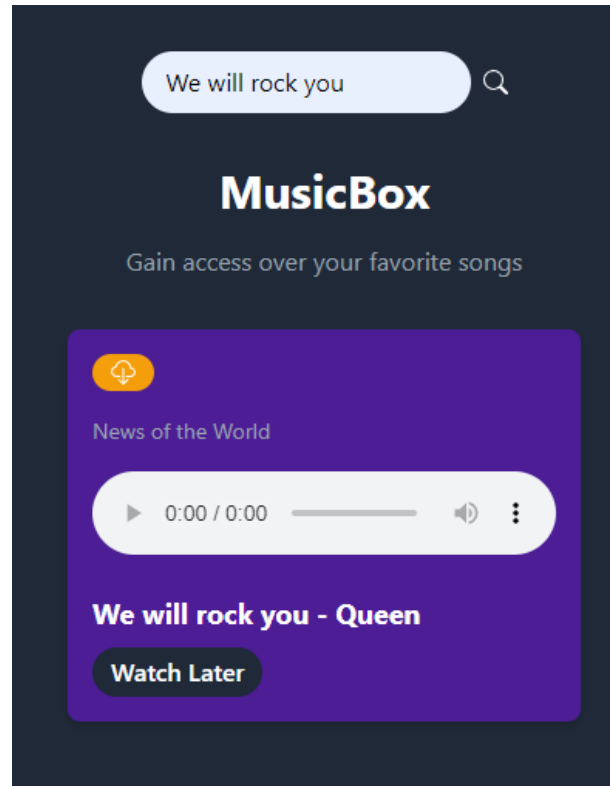 We will rock you
MusicBox
Gain access over your favorite songs
News of the World
0:00 / 0:00
We will rock you - Queen
Watch Later